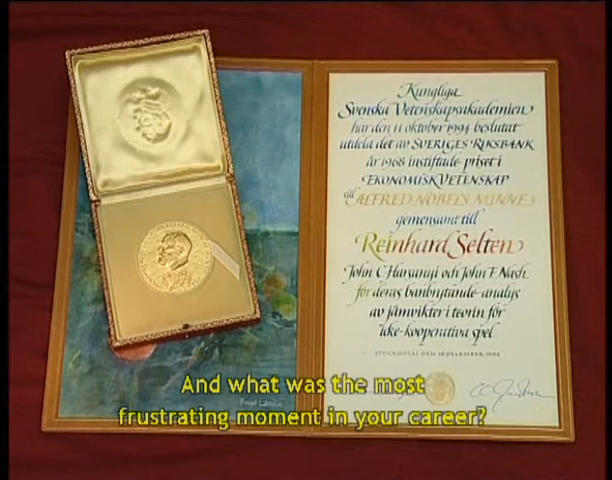 Kungliga
Svenska Vetenskapsakademien
har den 11 oktober 1994 beslutat
utdela det av SVERIGES RIKSBANK
år 1968 instiftade priset i
EKONOMISK VETENSKAP
till ALFRED NOBELS MINNE
gemensamt till
Reinhard Selten
John C Harsanyi och John F Nash
för deras banbrytande analys
av jämvikter i teorin för
icke-kooperativa spel
STOCKHOLM DEN 10 DECEMBER 1994
And what was the most
frustrating moment in your career?